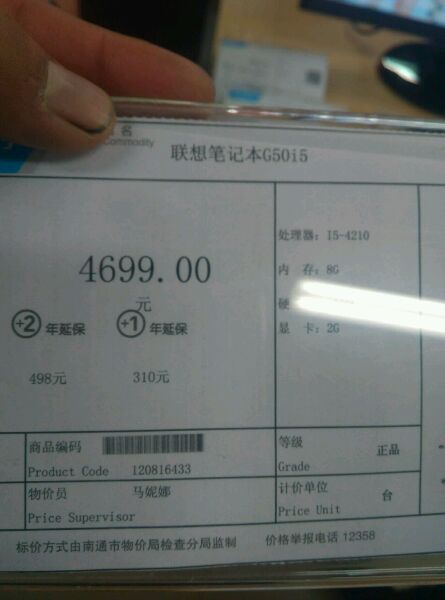 名
Commodity
联想笔记本G50i5
4699.00
元
+2 年延保
+1 年延保
498元
310元
处理器：I5-4210
内 存：8G
硬
显 卡：2G
商品编码
Product Code 120816433
等级
Grade
正品
物价员
Price Supervisor
马妮娜
计价单位
Price Unit
台
标价方式由南通市物价局检查分局监制 价格举报电话 12358